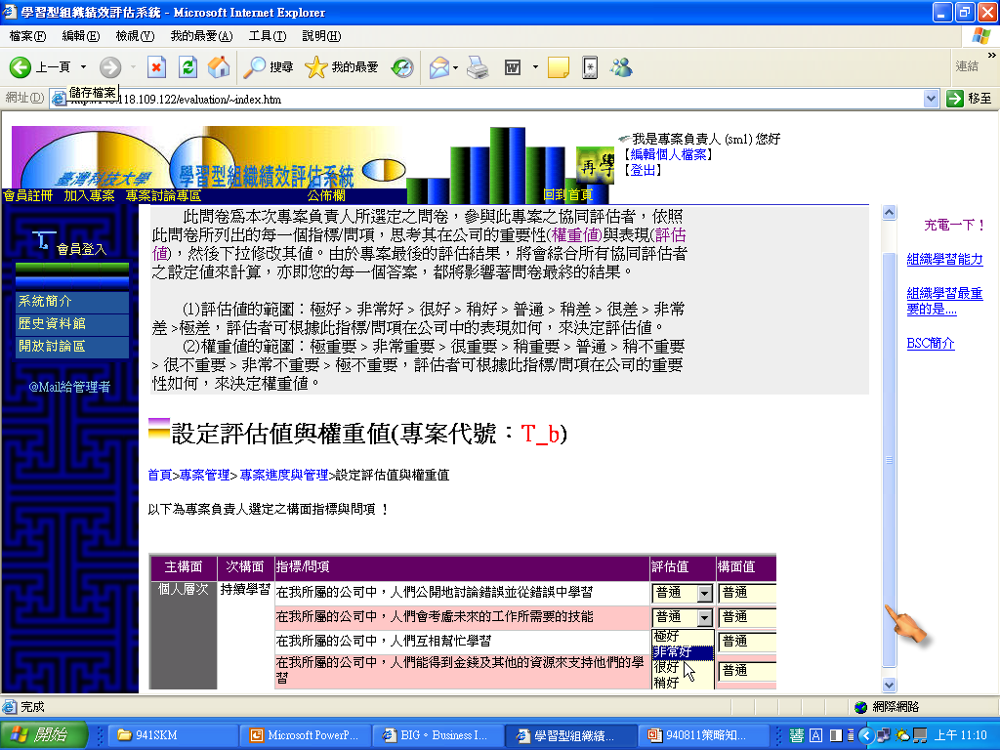 學習型組織績效評估系統 - Microsoft Internet Explorer
檔案(F) 編輯(E) 檢視(V) 我的最愛(A) 工具(T) 說明(H)
上一頁 搜尋 我的最愛 連結
網址(D) .118.109.122/evaluation/~index.htm 移至
儲存檔案
臺灣科技大學 學習型組織績效評估系統
再學
我是專案負責人 (sm1) 您好
【編輯個人檔案】
【登出】
會員註冊 加入專案 專案討論專區 公佈欄 回到首頁
會員登入
系統簡介
歷史資料館
開放討論區
@Mail給管理者
此問卷為本次專案負責人所選定之問卷，參與此專案之協同評估者，依照
此問卷所列出的每一個指標/問項，思考其在公司的重要性(權重值)與表現(評估
值)，然後下拉修改其值。由於專案最後的評估結果，將會綜合所有協同評估者
之設定值來計算，亦即您的每一個答案，都將影響著問卷最終的結果。
(1)評估值的範圍：極好 > 非常好 > 很好 > 稍好 > 普通 > 稍差 > 很差 > 非常
差 >極差，評估者可根據此指標/問項在公司中的表現如何，來決定評估值。
(2)權重值的範圍：極重要 > 非常重要 > 很重要 > 稍重要 > 普通 > 稍不重要
> 很不重要 > 非常不重要 > 極不重要，評估者可根據此指標/問項在公司的重要
性如何，來決定權重值。
設定評估值與權重值(專案代號：T_b)
首頁>專案管理> 專案進度與管理>設定評估值與權重值
以下為專案負責人選定之構面指標與問項！
主構面 次構面 指標/問項 評估值 構面值
個人層次 持續學習 在我所屬的公司中，人們公開地討論錯誤並從錯誤中學習 普通 普通
在我所屬的公司中，人們會考慮未來的工作所需要的技能 普通 普通
在我所屬的公司中，人們互相幫忙學習 普通
在我所屬的公司中，人們能得到金錢及其他的資源來支持他們的學
習 普通
極好
非常好
很好
稍好
充電一下！
組織學習能力
組織學習最重
要的是....
BSC簡介
完成 網際網路
開始 941SKM Microsoft PowerP... BIG。Business I... 學習型組織績... 940811策略知... 上午 11:10